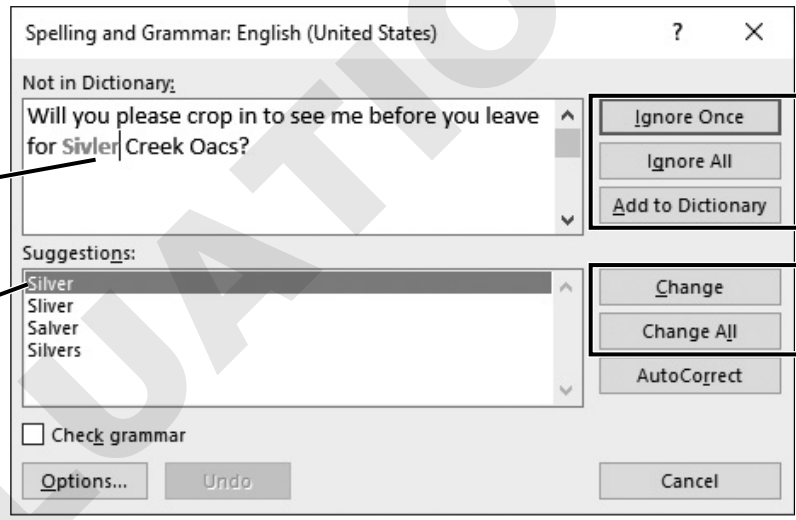 Spelling and Grammar: English (United States) ? ×
Not in Dictionary:
Will you please crop in to see me before you leave
for Sivler Creek Oacs?
Ignore Once
Ignore All
Add to Dictionary
Suggestions:
Silver
Sliver
Salver
Silvers
Change
Change All
AutoCorrect
Check grammar
Options...
Undo
Cancel
LUATIO